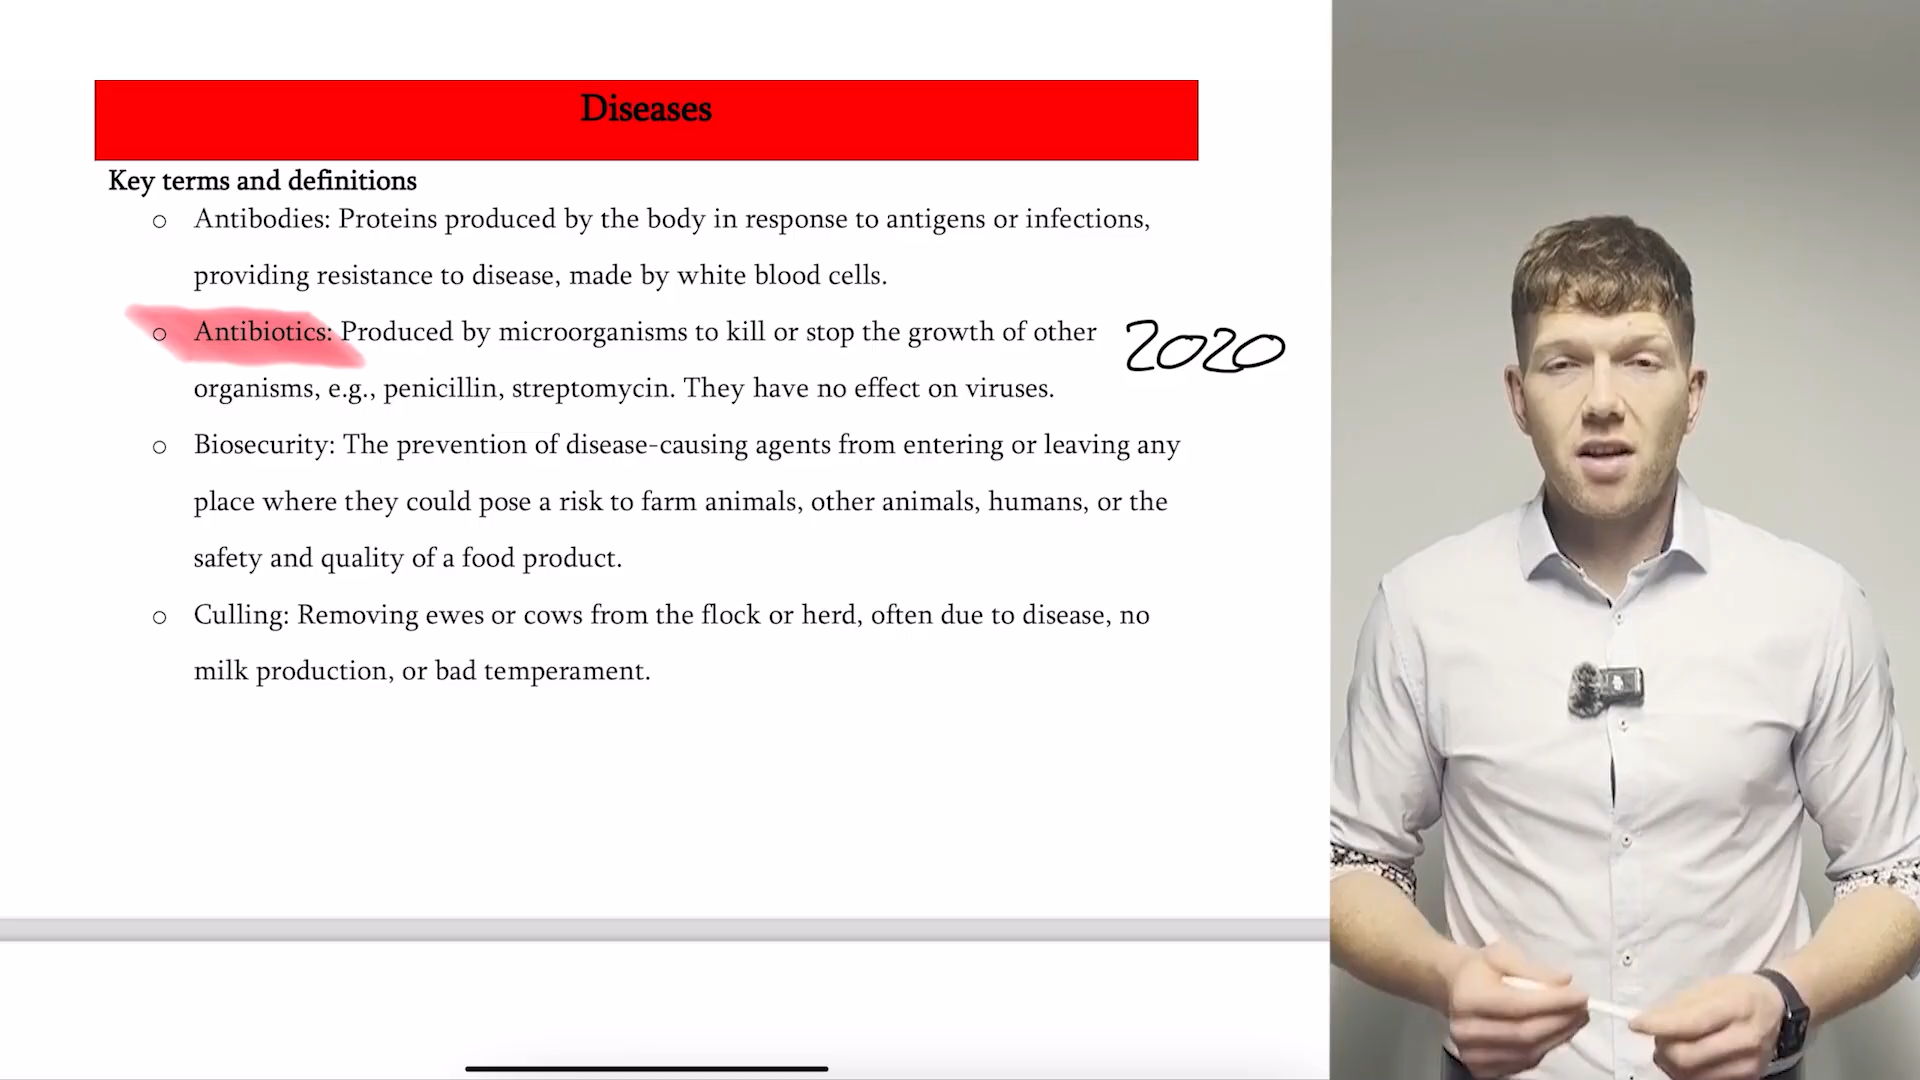 Diseases
Key terms and definitions
o Antibodies: Proteins produced by the body in response to antigens or infections,
providing resistance to disease, made by white blood cells.
o Antibiotics: Produced by microorganisms to kill or stop the growth of other
2020
organisms, e.g., penicillin, streptomycin. They have no effect on viruses.
o Biosecurity: The prevention of disease-causing agents from entering or leaving any
place where they could pose a risk to farm animals, other animals, humans, or the
safety and quality of a food product.
o Culling: Removing ewes or cows from the flock or herd, often due to disease, no
milk production, or bad temperament.